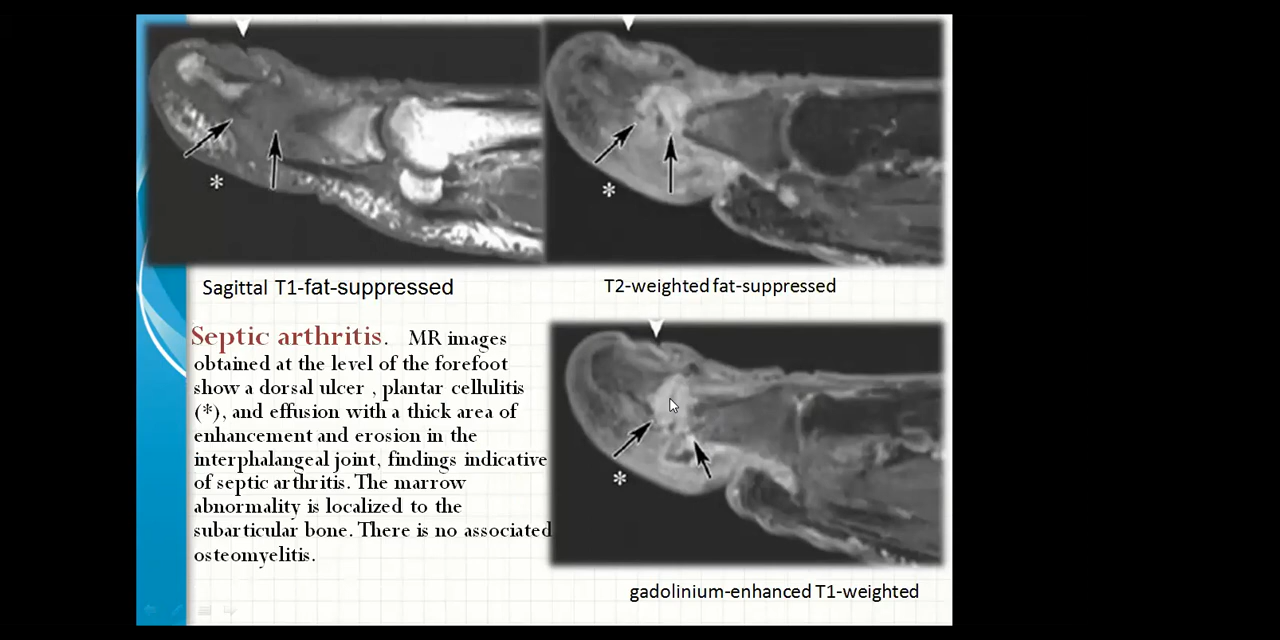 Sagittal T1-fat-suppressed
T2-weighted fat-suppressed
Septic arthritis. MR images
obtained at the level of the forefoot
show a dorsal ulcer , plantar cellulitis
(*), and effusion with a thick area of
enhancement and erosion in the
interphalangeal joint, findings indicative
of septic arthritis. The marrow
abnormality is localized to the
subarticular bone. There is no associated
osteomyelitis.
*
*
*
gadolinium-enhanced T1-weighted